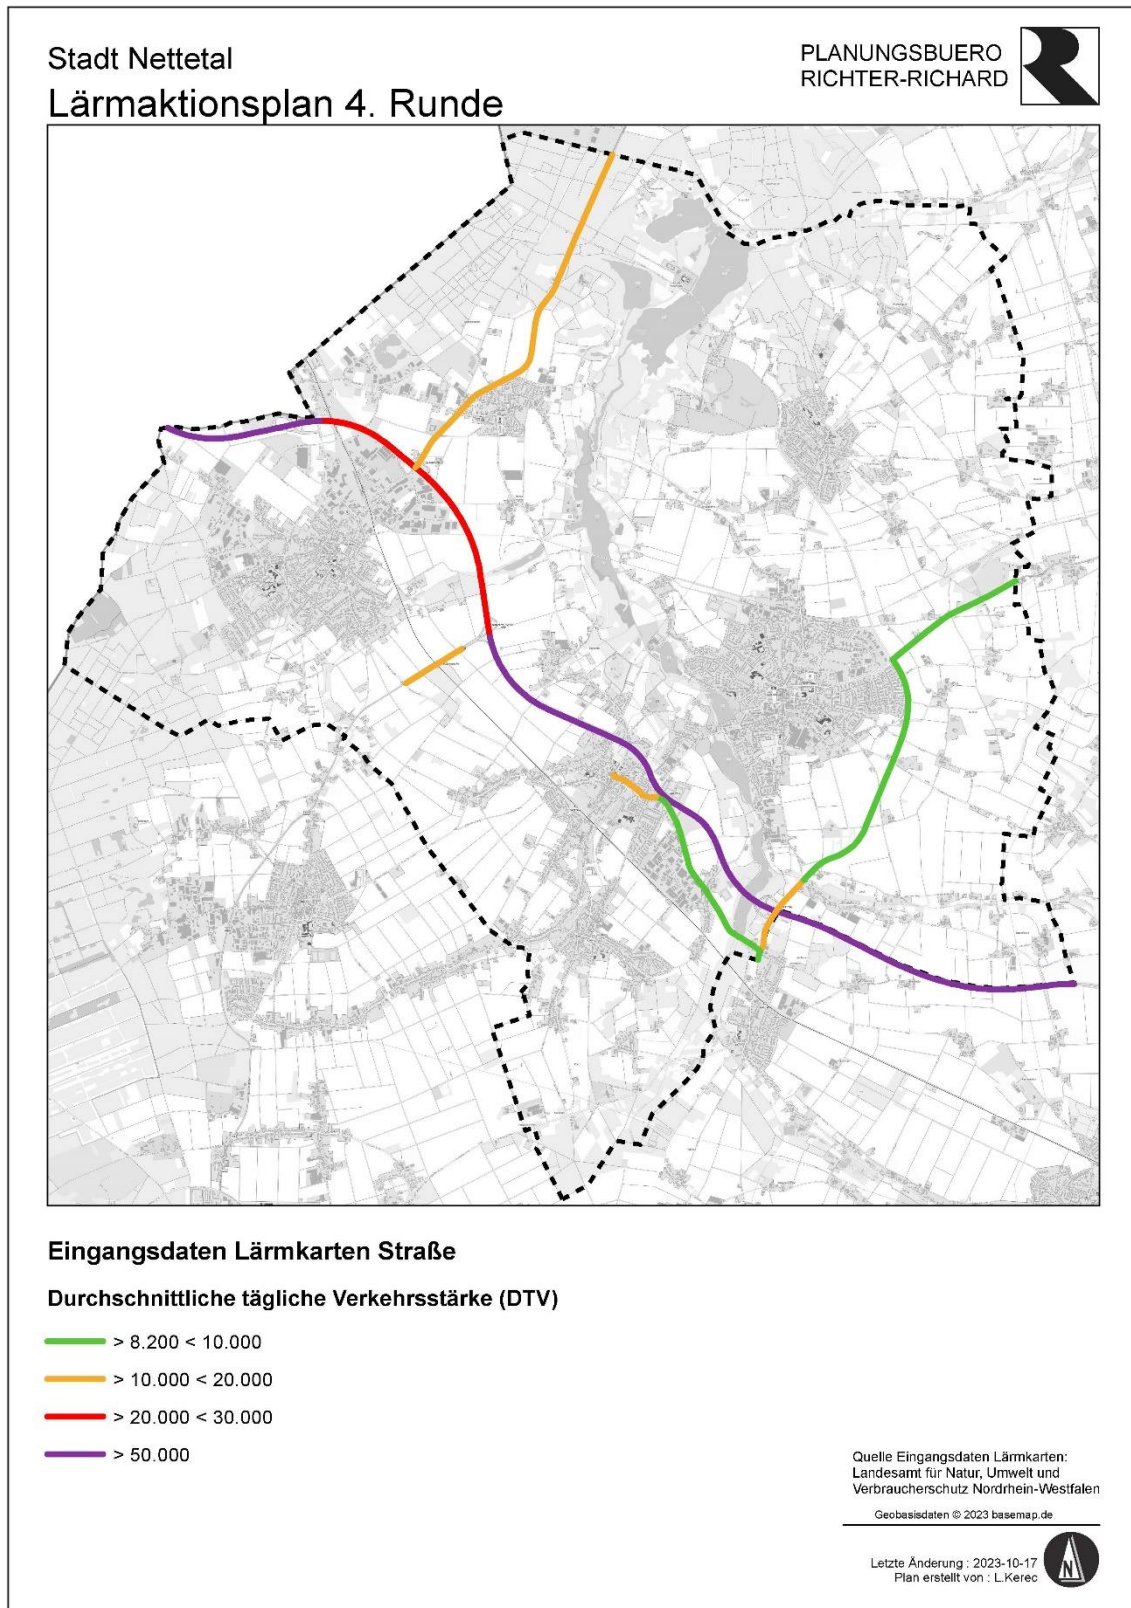 Stadt Nettetal
Lärmaktionsplan 4. Runde
PLANUNGSBUERO
RICHTER-RICHARD
Eingangsdaten Lärmkarten Straße
Durchschnittliche tägliche Verkehrsstärke (DTV)
> 8.200 < 10.000
> 10.000 < 20.000
> 20.000 < 30.000
> 50.000
Quelle Eingangsdaten Lärmkarten:
Landesamt für Natur, Umwelt und
Verbraucherschutz Nordrhein-Westfalen
Geobasisdaten © 2023 basemap.de
Letzte Änderung : 2023-10-17
Plan erstellt von : L.Kerec
N